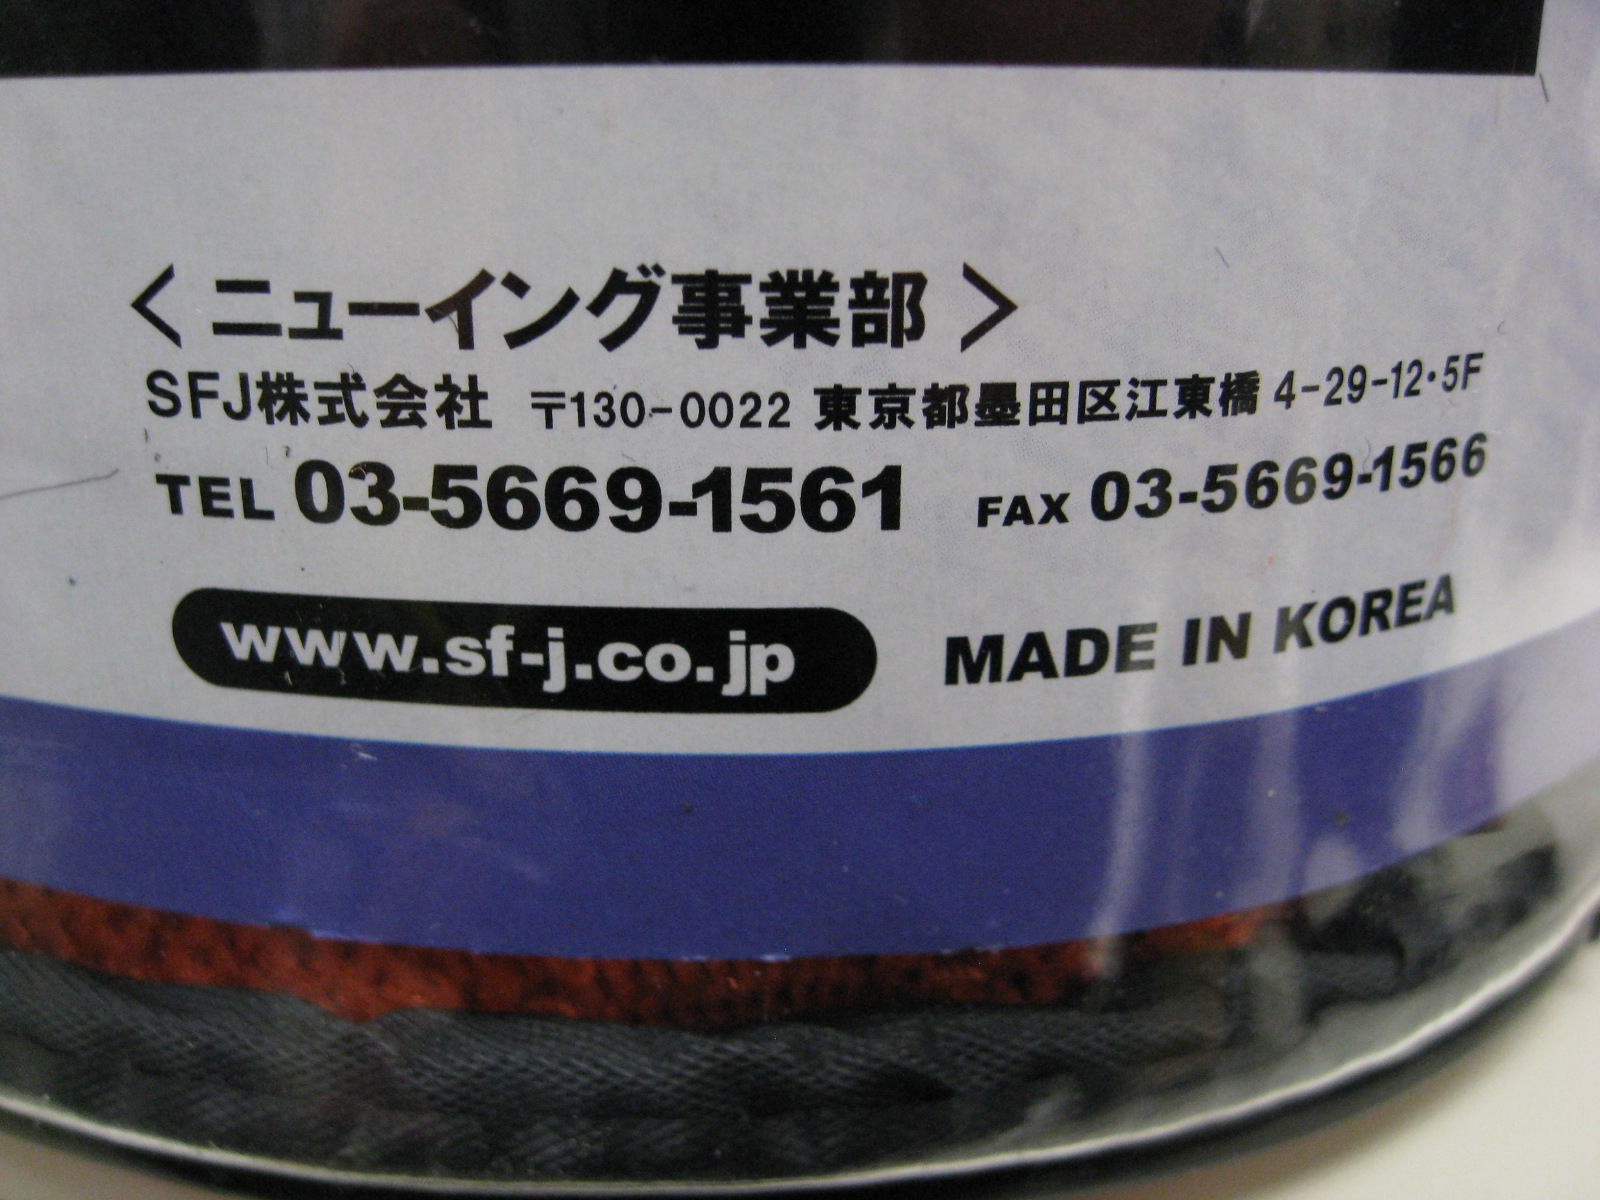 〈ニューイング事業部〉
SFJ株式会社 〒130-0022 東京都墨田区江東橋 4-29-12・5F
TEL 03-5669-1561 FAX 03-5669-1566
www.sf-j.co.jp MADE IN KOREA